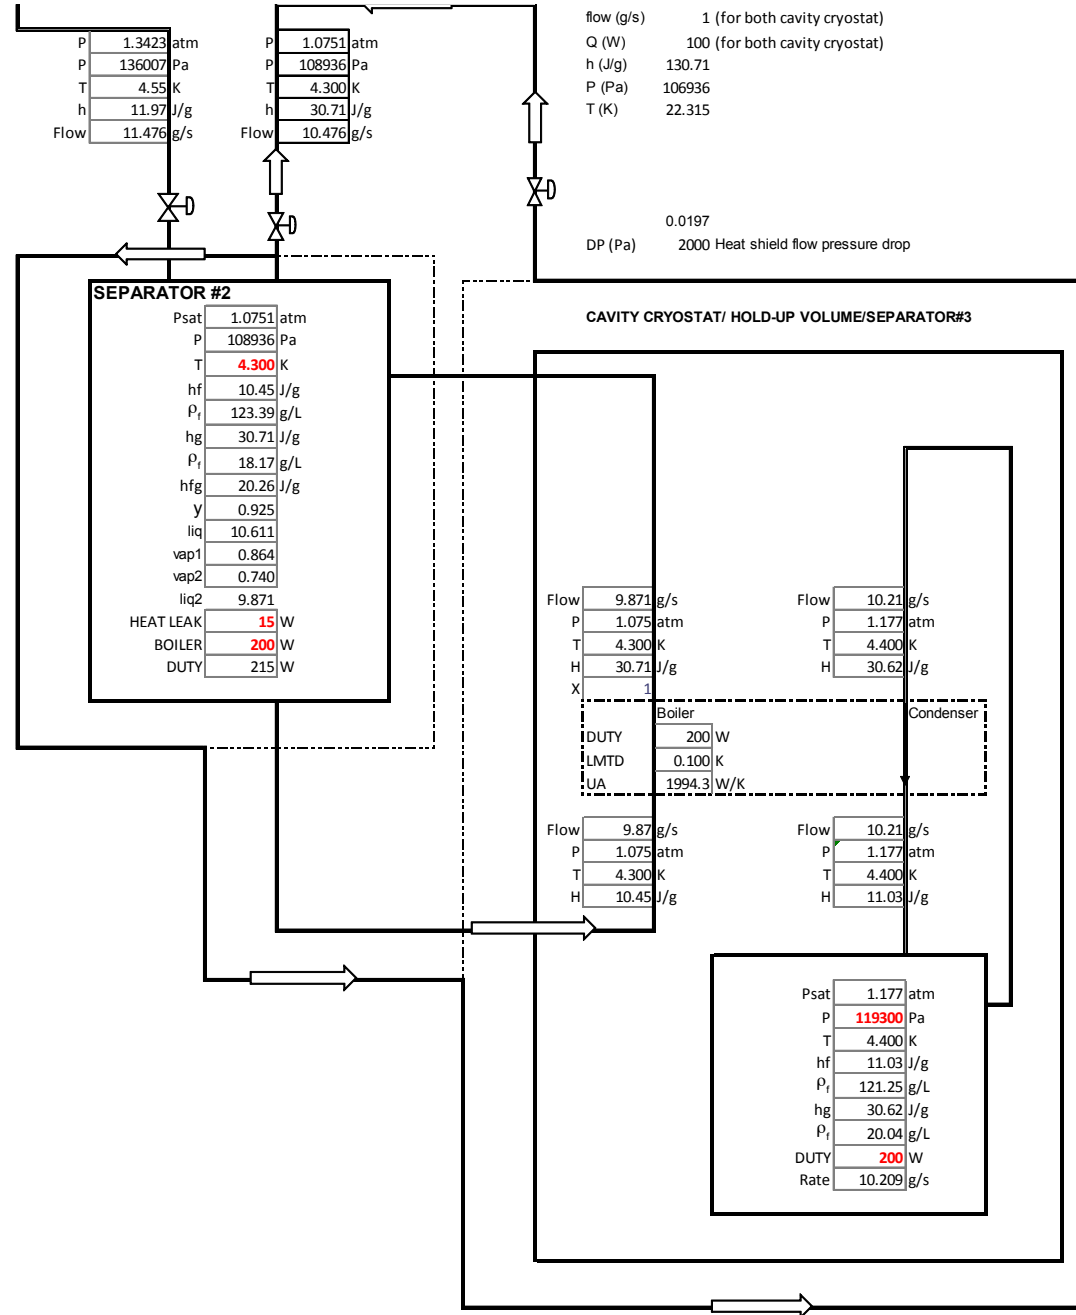 P 1.3423 atm
P 136007 Pa
T 4.55 K
h 11.97 J/g
Flow 11.476 g/s
P 1.0751 atm
P 108936 Pa
T 4.300 K
h 30.71 J/g
Flow 10.476 g/s
flow (g/s) 1 (for both cavity cryostat)
Q (W) 100 (for both cavity cryostat)
h (J/g) 130.71
P (Pa) 106936
T (K) 22.315
0.0197
DP (Pa) 2000 Heat shield flow pressure drop
SEPARATOR #2
Psat 1.0751 atm
P 108936 Pa
T 4.300 K
hf 10.45 J/g
ρf 123.39 g/L
hg 30.71 J/g
ρf 18.17 g/L
hfg 20.26 J/g
y 0.925
liq 10.611
vap1 0.864
vap2 0.740
liq2 9.871
HEAT LEAK 15 W
BOILER 200 W
DUTY 215 W
CAVITY CRYOSTAT/ HOLD-UP VOLUME/SEPARATOR#3
Flow 9.871 g/s
P 1.075 atm
T 4.300 K
H 30.71 J/g
X 1
Flow 10.21 g/s
P 1.177 atm
T 4.400 K
H 30.62 J/g
Boiler
Condenser
DUTY 200 W
LMTD 0.100 K
UA 1994.3 W/K
Flow 9.87 g/s
P 1.075 atm
T 4.300 K
H 10.45 J/g
Flow 10.21 g/s
P 1.177 atm
T 4.400 K
H 11.03 J/g
Psat 1.177 atm
P 119300 Pa
T 4.400 K
hf 11.03 J/g
ρf 121.25 g/L
hg 30.62 J/g
ρf 20.04 g/L
DUTY 200 W
Rate 10.209 g/s